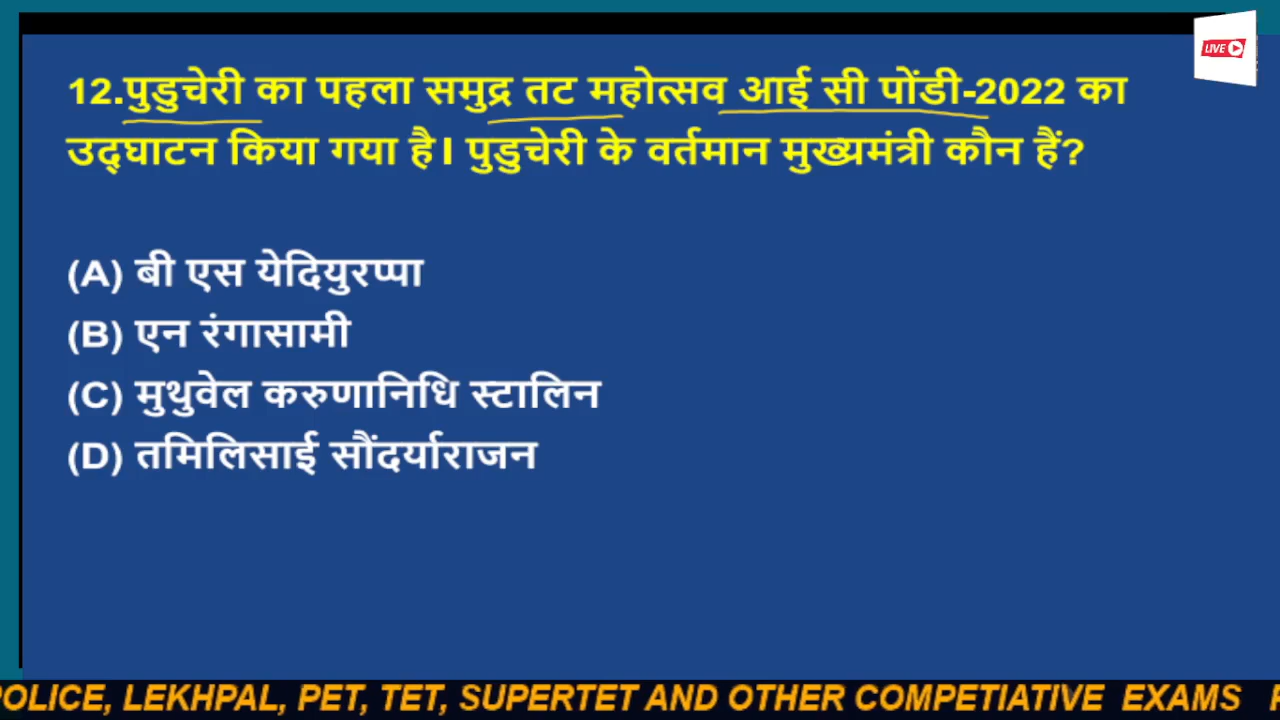 LIVE
12.पुडुचेरी का पहला समुद्र तट महोत्सव आई सी पोंडी-2022 का
उद्घाटन किया गया है। पुडुचेरी के वर्तमान मुख्यमंत्री कौन हैं?
(A) बी एस येदियुरप्पा
(B) एन रंगासामी
(C) मुथुवेल करुणानिधि स्टालिन
(D) तमिलिसाई सौंदर्याराजन
POLICE, LEKHPAL, PET, TET, SUPERTET AND OTHER COMPETIATIVE EXAMS